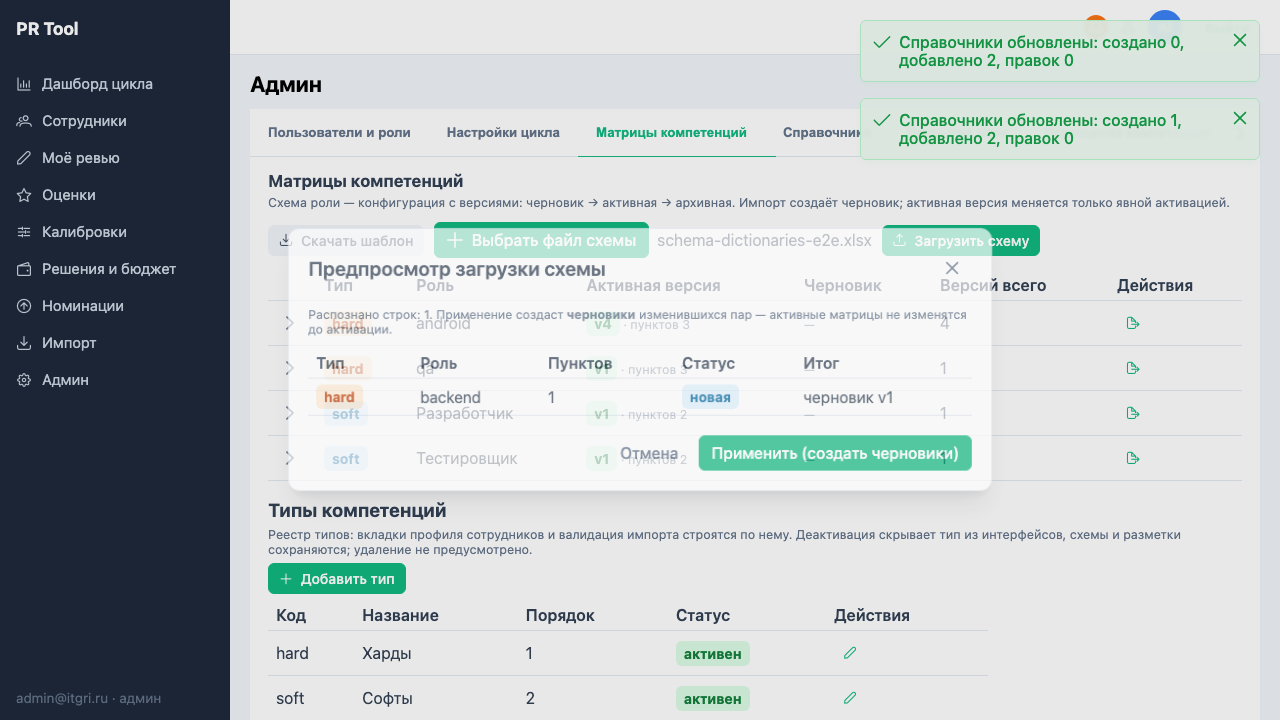 PR Tool
Дашборд цикла
Сотрудники
Моё ревью
Оценки
Калибровки
Решения и бюджет
Номинации
Импорт
Админ
admin@itgri.ru · админ
Справочники обновлены: создано 0,
добавлено 2, правок 0
Справочники обновлены: создано 1,
добавлено 2, правок 0
Админ
Пользователи и роли Настройки цикла Матрицы компетенций
Матрицы компетенций
Схема роли — конфигурация с версиями: черновик → активная → архивная. Импорт создаёт черновик; активная версия меняется только явной активацией.
Скачать шаблон Выбрать файл схемы schema-dictionaries-e2e.xlsx Загрузить схему
Тип Роль Активная версия Черновик Версий всего Действия
hard android v4 · пунктов 3 — 4
hard qa v1 · пунктов 3 — 1
soft Разработчик v1 · пунктов 2 — 1
soft Тестировщик v1 · пунктов 2 1
Предпросмотр загрузки схемы
Распознано строк: 1. Применение создаст черновики изменившихся пар — активные матрицы не изменятся
до активации.
Тип Роль Пунктов Статус Итог
hard backend 1 новая черновик v1
Отмена Применить (создать черновики)
Типы компетенций
Реестр типов: вкладки профиля сотрудников и валидация импорта строятся по нему. Деактивация скрывает тип из интерфейсов, схемы и разметки
сохраняются; удаление не предусмотрено.
Добавить тип
Код Название Порядок Статус Действия
hard Харды 1 активен
soft Софты 2 активен